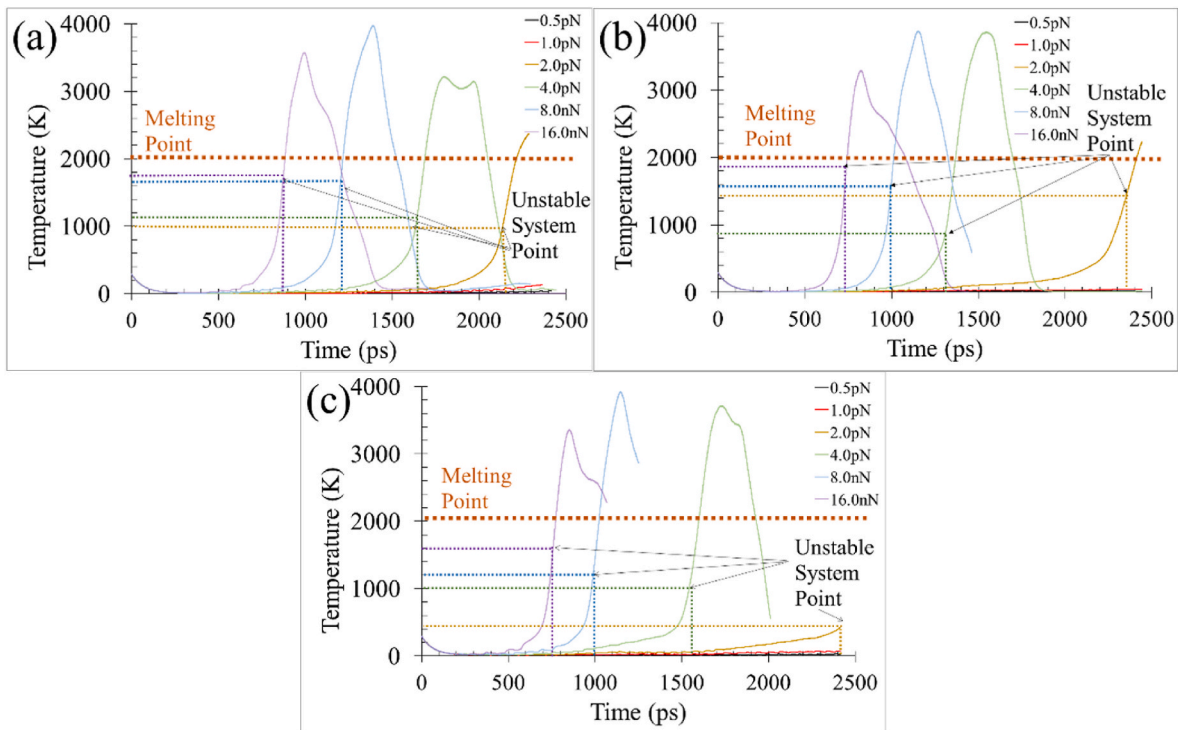 (a)
4000
3000
2000
1000
0
Temperature (K)
0.5pN
1.0pN
2.0pN
4.0pN
8.0nN
16.0nN
Melting
Point
Unstable
System
Point
0 500 1000 1500 2000 2500
Time (ps)
(b)
4000
3000
2000
1000
0
Temperature (K)
0.5pN
1.0pN
2.0pN
4.0pN
8.0nN
16.0nN
Unstable
System
Point
Melting
Point
0 500 1000 1500 2000 2500
Time (ps)
(c)
4000
3000
2000
1000
0
Temperature (K)
0.5pN
1.0pN
2.0pN
4.0pN
8.0nN
16.0nN
Melting
Point
Unstable
System
Point
0 500 1000 1500 2000 2500
Time (ps)